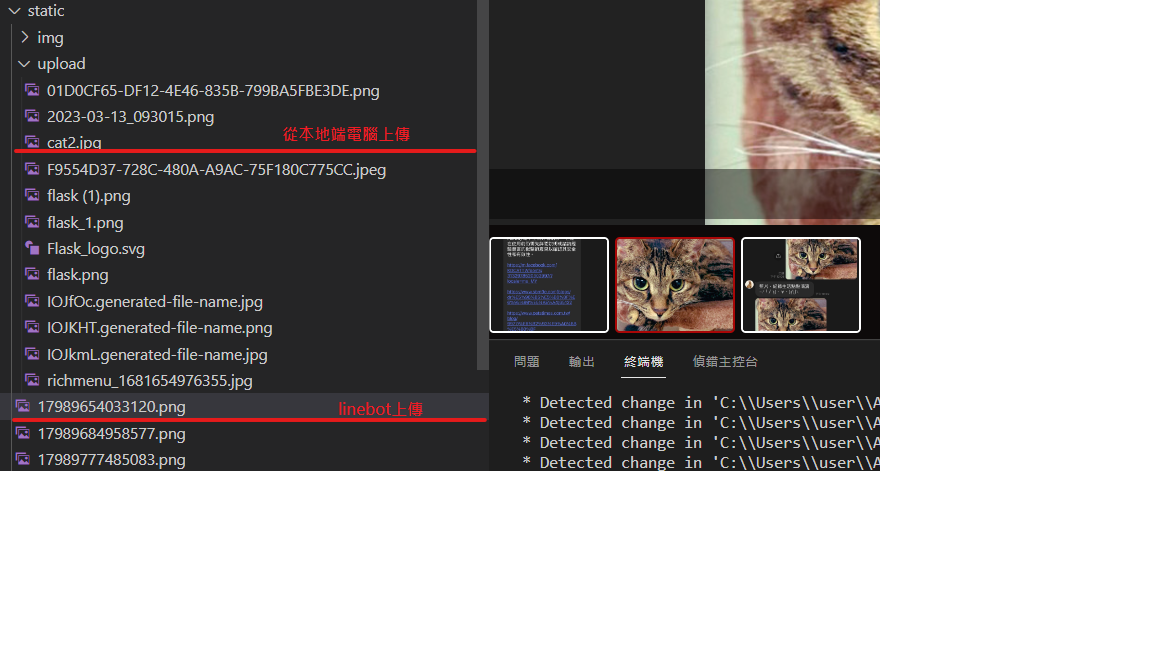 static
img
upload
01D0CF65-DF12-4E46-835B-799BA5FBE3DE.png
2023-03-13_093015.png
從本地端電腦上傳
cat2.jpg
F9554D37-728C-480A-A9AC-75F180C775CC.jpeg
flask (1).png
flask_1.png
Flask_logo.svg
flask.png
IOJfOc.generated-file-name.jpg
IOJKHT.generated-file-name.png
IOJkmL.generated-file-name.jpg
richmenu_1681654976355.jpg
17989654033120.png
linebot上傳
17989684958577.png
17989777485083.png
問題 輸出 終端機 偵錯主控台
* Detected change in 'C:\\Users\\user\\A
* Detected change in 'C:\\Users\\user\\A
* Detected change in 'C:\\Users\\user\\A
* Detected change in 'C:\\Users\\user\\A